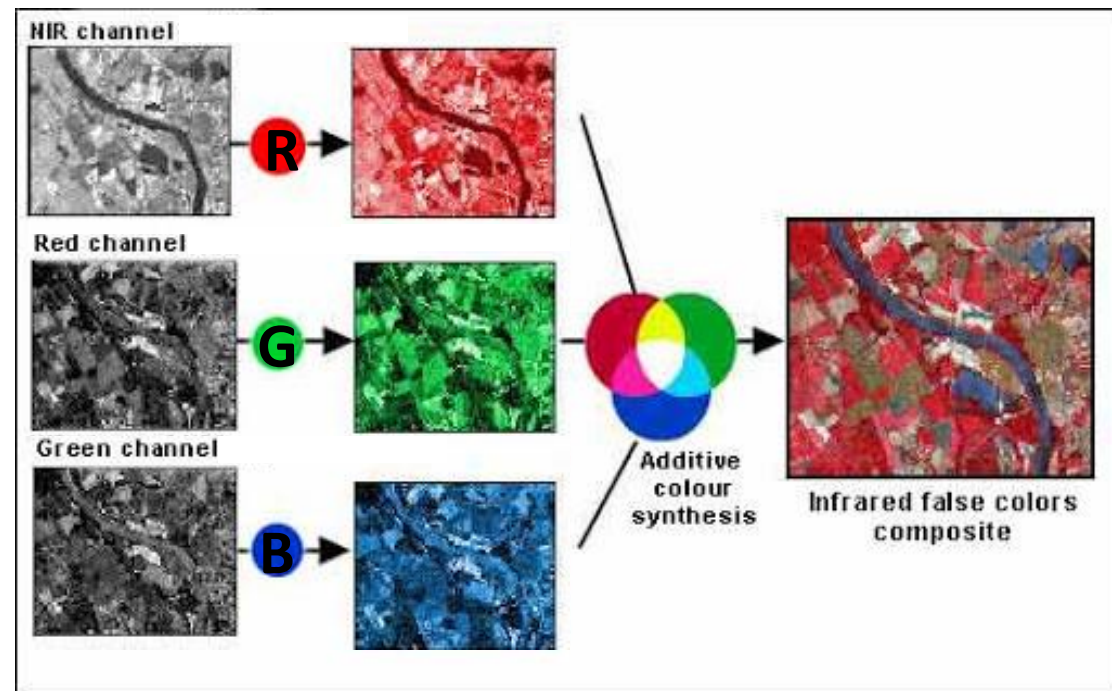 NIR channel
R
Red channel
G
Green channel
B
Additive
colour
synthesis
Infrared false colors
composite